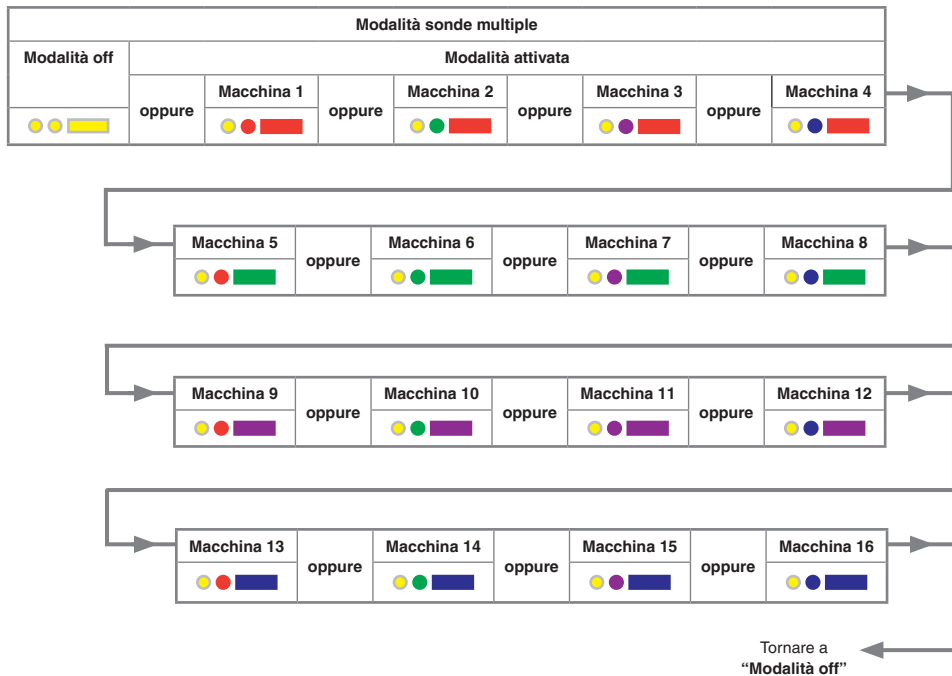 Modalità sonde multiple
Modalità off
Modalità attivata
oppure
Macchina 1
oppure
Macchina 2
oppure
Macchina 3
oppure
Macchina 4
Macchina 5
oppure
Macchina 6
oppure
Macchina 7
oppure
Macchina 8
Macchina 9
oppure
Macchina 10
oppure
Macchina 11
oppure
Macchina 12
Macchina 13
oppure
Macchina 14
oppure
Macchina 15
oppure
Macchina 16
Tornare a
“Modalità off”